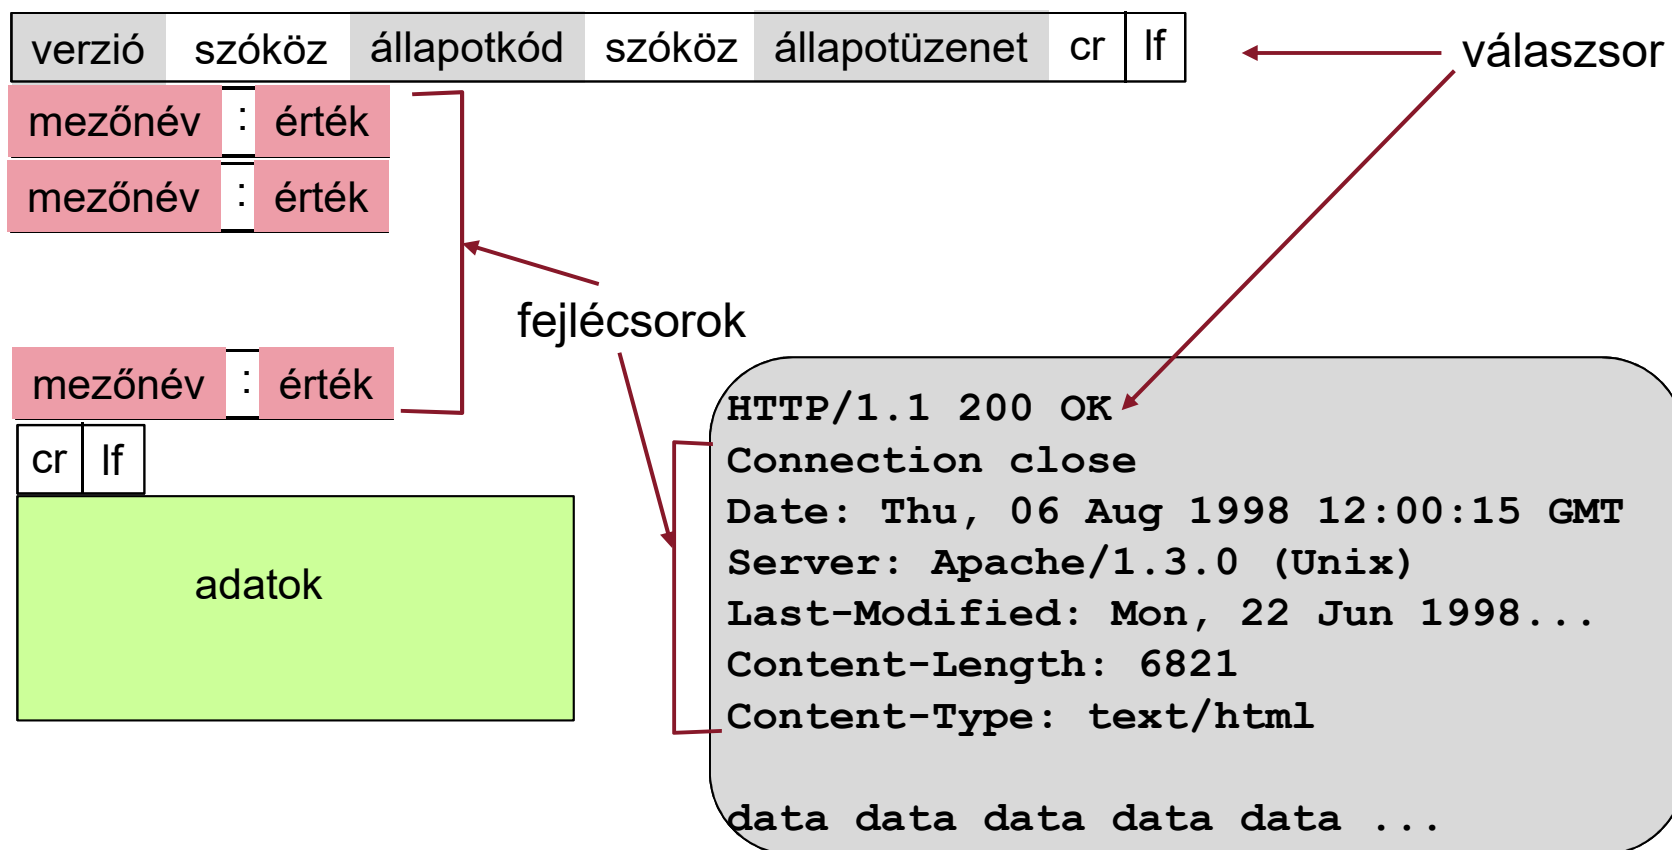 verzió szóköz állapotkód szóköz állapotüzenet cr lf
válaszsor
mezőnév : érték
mezőnév : érték
fejlécsorok
mezőnév : érték
cr lf
adatok
HTTP/1.1 200 OK
Connection close
Date: Thu, 06 Aug 1998 12:00:15 GMT
Server: Apache/1.3.0 (Unix)
Last-Modified: Mon, 22 Jun 1998...
Content-Length: 6821
Content-Type: text/html
data data data data data ...